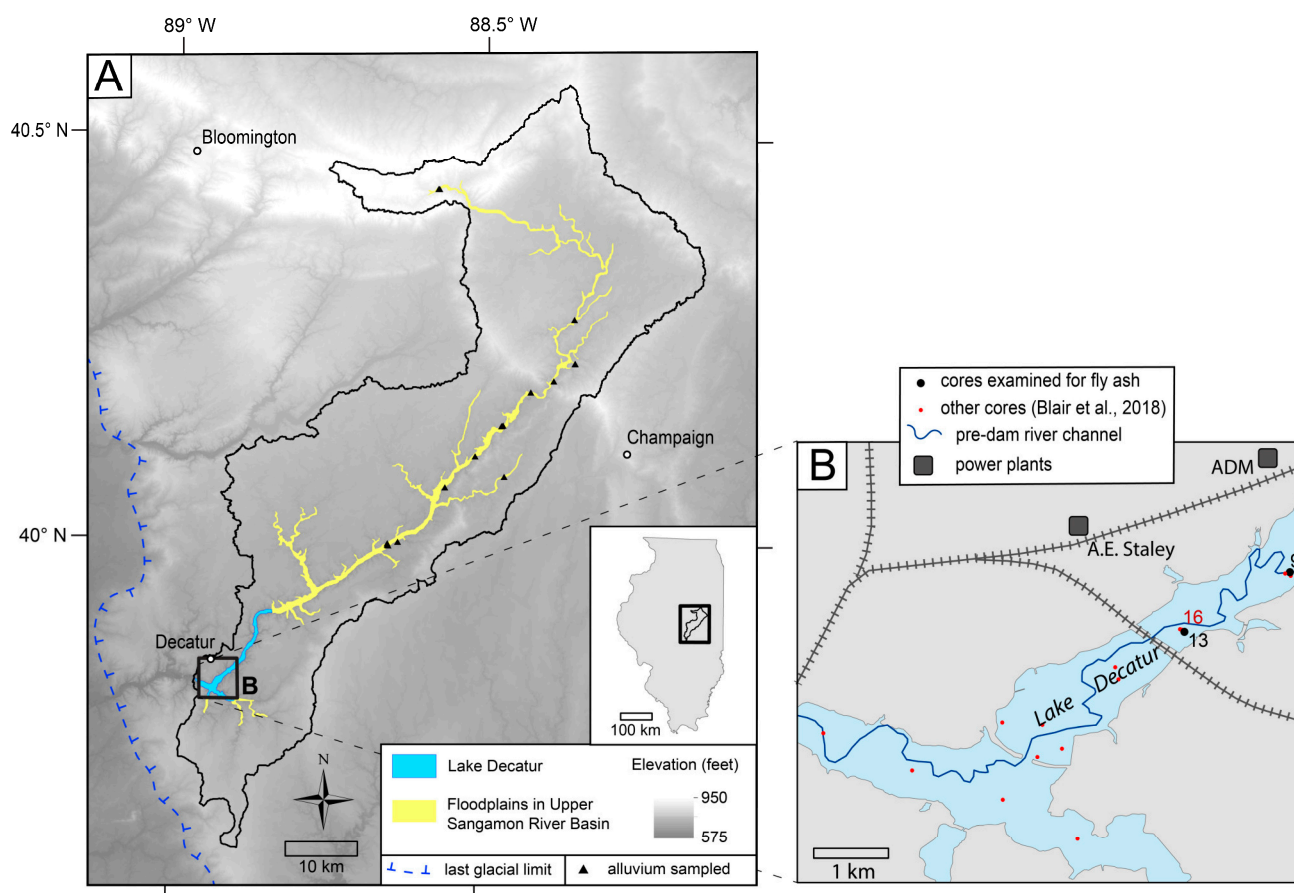 89° W
88.5° W
A
40.5° N
Bloomington
Champaign
40° N
Decatur
B
100 km
N
10 km
Lake Decatur
Floodplains in Upper
Sangamon River Basin
Elevation (feet)
950
575
last glacial limit
alluvium sampled
cores examined for fly ash
other cores (Blair et al., 2018)
pre-dam river channel
power plants
B
ADM
A.E. Staley
16
13
Lake Decatur
1 km